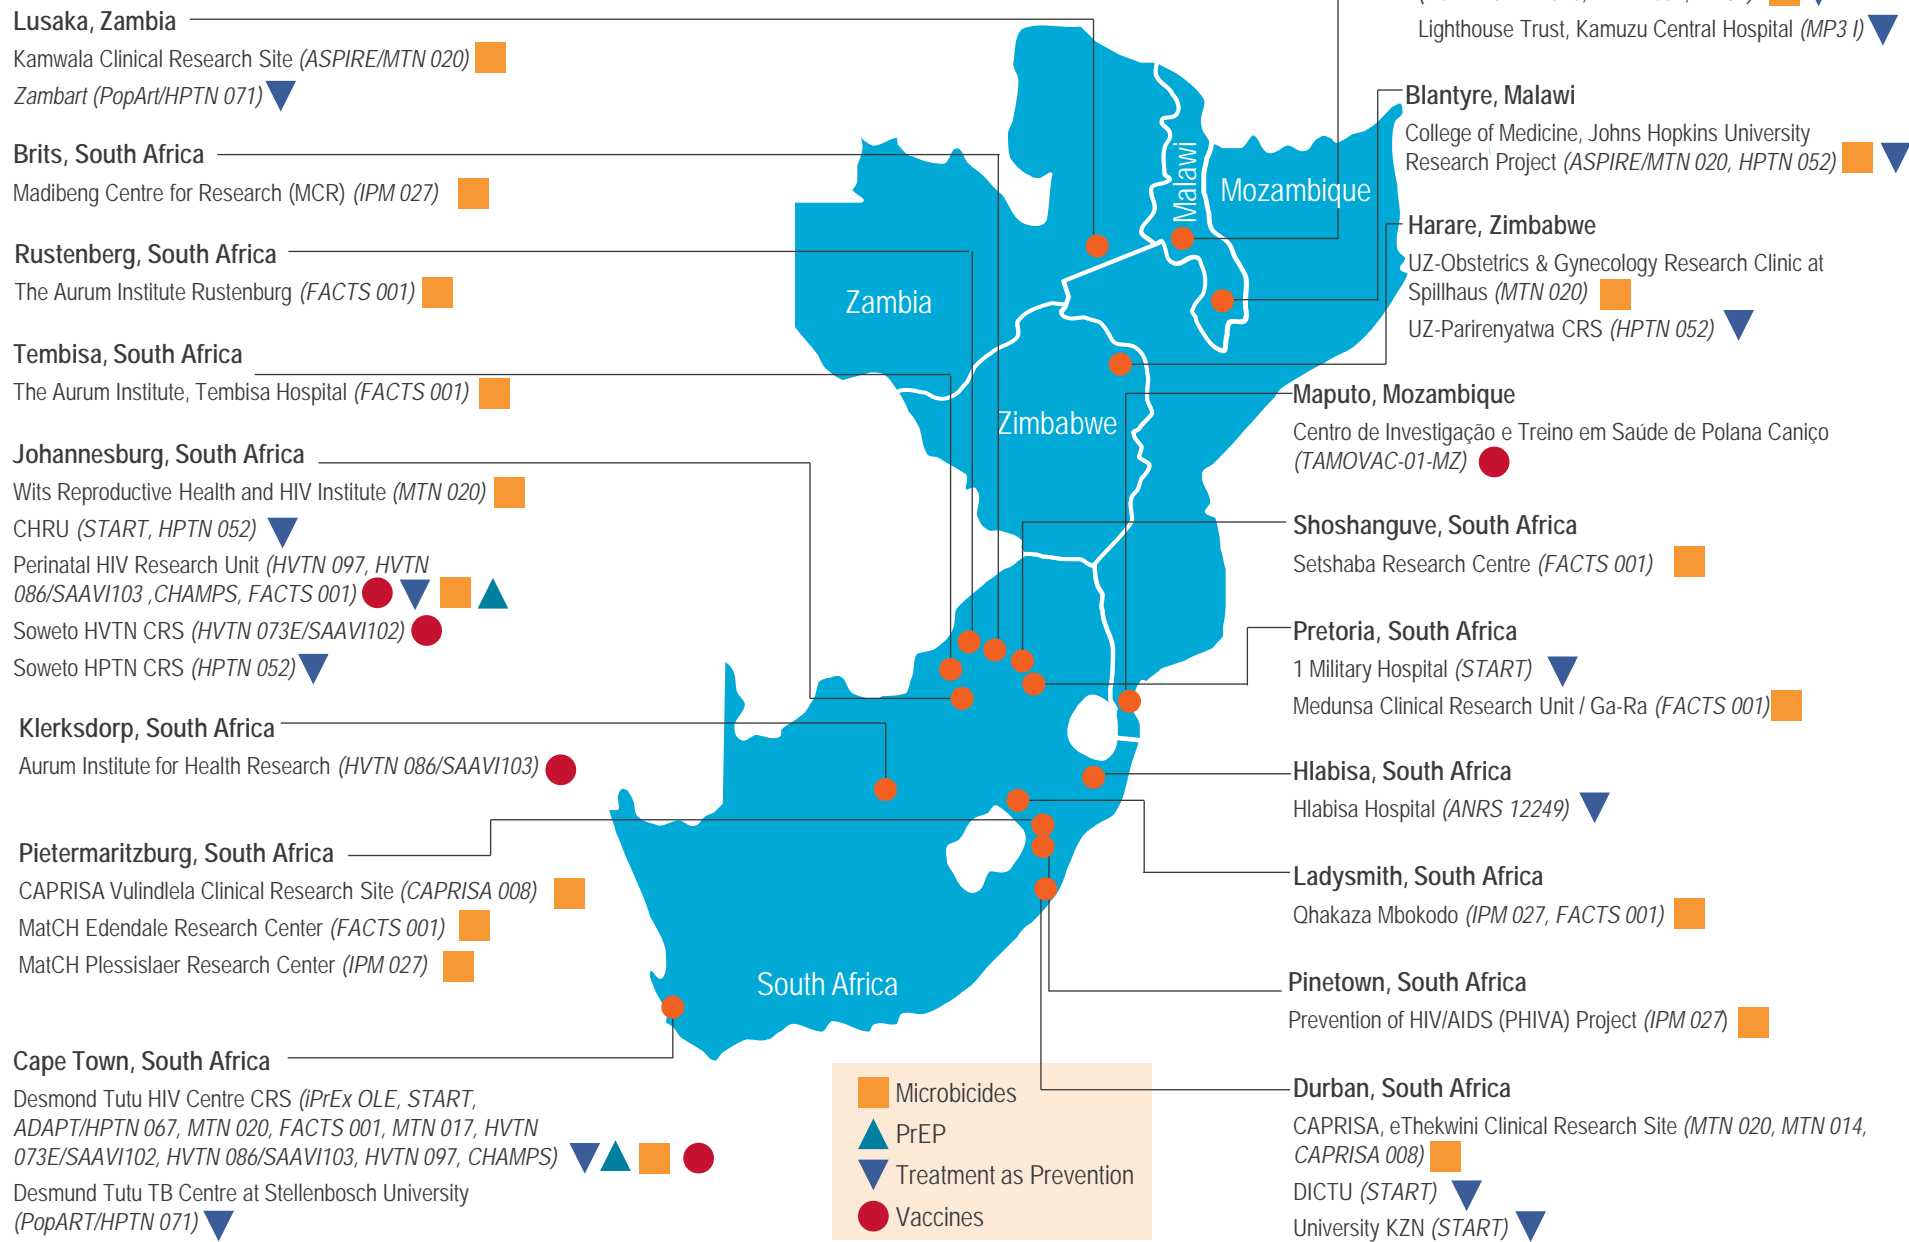 Lusaka, Zambia
Kamwala Clinical Research Site (ASPIRE/MTN 020)
Zambart (PopArt/HPTN 071)
Brits, South Africa
Madibeng Centre for Research (MCR) (IPM 027)
Rustenberg, South Africa
The Aurum Institute Rustenburg (FACTS 001)
Tembisa, South Africa
The Aurum Institute, Tembisa Hospital (FACTS 001)
Johannesburg, South Africa
Wits Reproductive Health and HIV Institute (MTN 020)
CHRU (START, HPTN 052)
Perinatal HIV Research Unit (HVTN 097, HVTN
086/SAAVI103 ,CHAMPS, FACTS 001)
Soweto HVTN CRS (HVTN 073E/SAAVI102)
Soweto HPTN CRS (HPTN 052)
Klerksdorp, South Africa
Aurum Institute for Health Research (HVTN 086/SAAVI103)
Pietermaritzburg, South Africa
CAPRISA Vulindlela Clinical Research Site (CAPRISA 008)
MatCH Edendale Research Center (FACTS 001)
MatCH Plessislaer Research Center (IPM 027)
Cape Town, South Africa
Desmond Tutu HIV Centre CRS (iPrEx OLE, START,
ADAPT/HPTN 067, MTN 020, FACTS 001, MTN 017, HVTN
073E/SAAVI102, HVTN 086/SAAVI103, HVTN 097, CHAMPS)
Desmund Tutu TB Centre at Stellenbosch University
(PopART/HPTN 071)
Malawi
Mozambique
Zambia
Zimbabwe
South Africa
Microbicides
PrEP
Treatment as Prevention
Vaccines
Lighthouse Trust, Kamuzu Central Hospital (MP3 I)
Blantyre, Malawi
College of Medicine, Johns Hopkins University
Research Project (ASPIRE/MTN 020, HPTN 052)
Harare, Zimbabwe
UZ-Obstetrics & Gynecology Research Clinic at
Spillhaus (MTN 020)
UZ-Parirenyatwa CRS (HPTN 052)
Maputo, Mozambique
Centro de Investigação e Treino em Saúde de Polana Caniço
(TAMOVAC-01-MZ)
Shoshanguve, South Africa
Setshaba Research Centre (FACTS 001)
Pretoria, South Africa
1 Military Hospital (START)
Medunsa Clinical Research Unit / Ga-Ra (FACTS 001)
Hlabisa, South Africa
Hlabisa Hospital (ANRS 12249)
Ladysmith, South Africa
Qhakaza Mbokodo (IPM 027, FACTS 001)
Pinetown, South Africa
Prevention of HIV/AIDS (PHIVA) Project (IPM 027)
Durban, South Africa
CAPRISA, eThekwini Clinical Research Site (MTN 020, MTN 014,
CAPRISA 008)
DICTU (START)
University KZN (START)